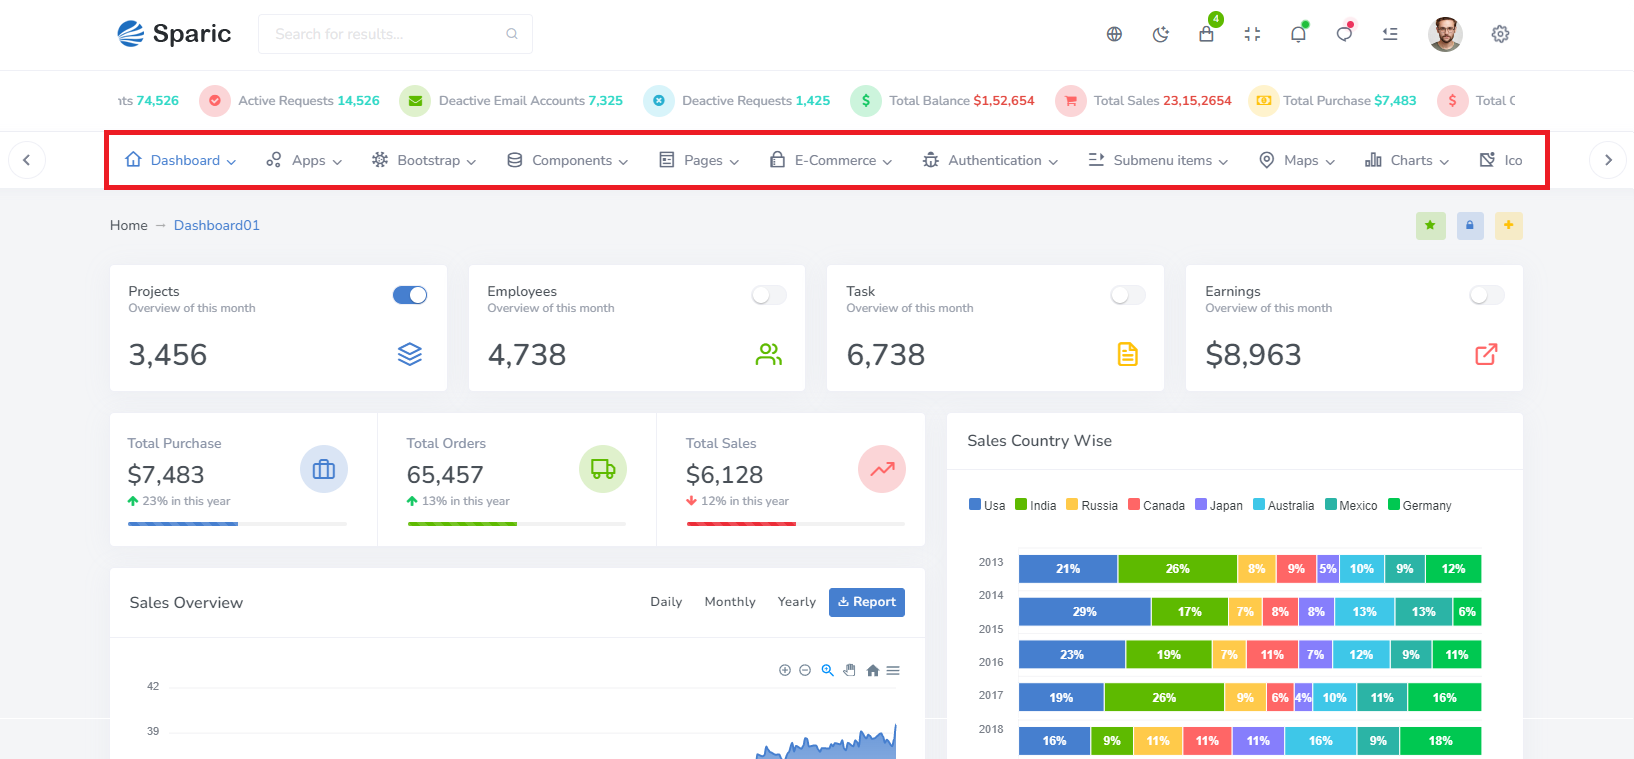 Sparic
Search for results...
4
nts 74,526 Active Requests 14,526 Deactive Email Accounts 7,325 Deactive Requests 1,425 Total Balance $1,52,654 Total Sales 23,15,2654 Total Purchase $7,483 Total C
Dashboard Apps Bootstrap Components Pages E-Commerce Authentication Submenu items Maps Charts Ico
Home → Dashboard01
Projects
Overview of this month
3,456
Employees
Overview of this month
4,738
Task
Overview of this month
6,738
Earnings
Overview of this month
$8,963
Total Purchase
$7,483
23% in this year
Total Orders
65,457
13% in this year
Total Sales
$6,128
12% in this year
Sales Overview
Daily Monthly Yearly Report
42
39
Sales Country Wise
Usa India Russia Canada Japan Australia Mexico Germany
2013
21% 26% 8% 9% 5% 10% 9% 12%
2014
29% 17% 7% 8% 8% 13% 13% 6%
2015
23% 19% 7% 11% 7% 12% 9% 11%
2016
19% 26% 9% 6% 4% 10% 11% 16%
2017
2018
16% 9% 11% 11% 11% 16% 9% 18%